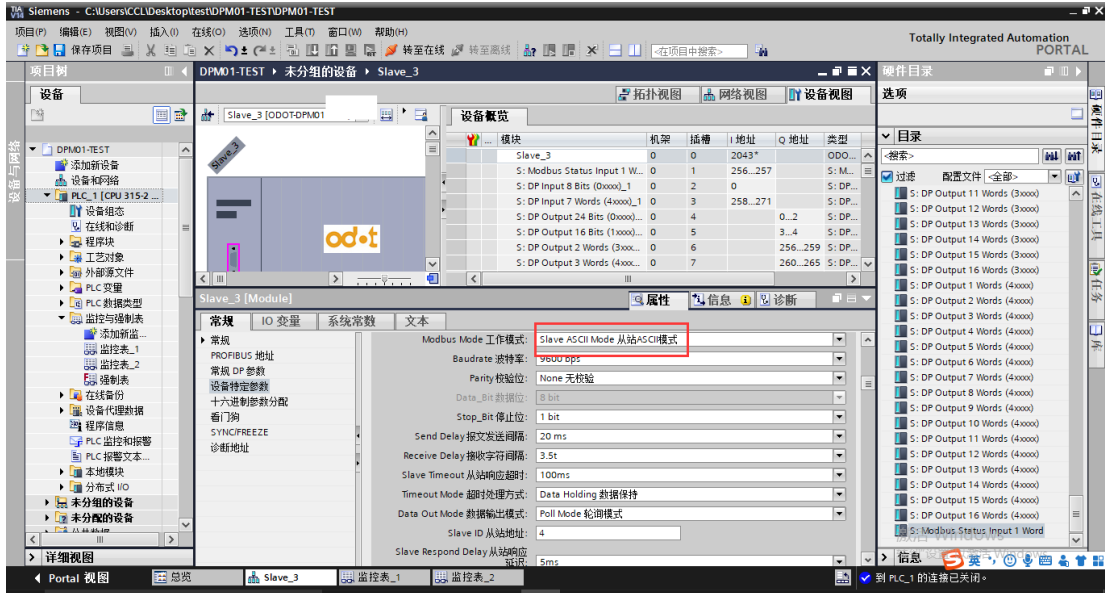 Siemens - C:\Users\CCL\Desktop\test\DPM01-TEST\DPM01-TEST
项目(P) 编辑(E) 视图(V) 插入(I) 在线(O) 选项(N) 工具(T) 窗口(W) 帮助(H)
Totally Integrated Automation
PORTAL
保存项目 转至在线 转至离线 <在项目中搜索>
项目树
DPM01-TEST 未分组的设备 Slave_3
硬件目录
设备
拓扑视图 网络视图 设备视图
选项
Slave_3 [ODOT-DPM01
设备概览
模块 机架 插槽 I 地址 Q 地址 类型
Slave_3 0 0 2043* ODO...
S: Modbus Status Input 1 W... 0 1 256...257 S: M...
S: DP Input 8 Bits (0xxxx)_1 0 2 0 S: DP...
S: DP Input 7 Words (4xxxx)_1 0 3 258...271 S: DP...
S: DP Output 24 Bits (0xxxx)... 0 4 0...2 S: DP...
S: DP Output 16 Bits (1xxxx)... 0 5 3...4 S: DP...
S: DP Output 2 Words (3xxx... 0 6 256...259 S: DP...
S: DP Output 3 Words (4xxx... 0 7 260...265 S: DP...
Slave_3
odot
设备与网络
DPM01-TEST
添加新设备
设备和网络
PLC_1 [CPU 315-2 ...
设备组态
在线和诊断
程序块
工艺对象
外部源文件
PLC 变量
PLC 数据类型
监控与强制表
添加新监...
监控表_1
监控表_2
强制表
在线备份
设备代理数据
程序信息
PLC 监控和报警
PLC 报警文本...
本地模块
分布式 I/O
未分组的设备
未分配的设备
详细视图
Slave_3 [Module]
属性 信息 诊断
常规 IO 变量 系统常数 文本
常规
PROFIBUS 地址
常规 DP 参数
设备特定参数
十六进制参数分配
看门狗
SYNC/FREEZE
诊断地址
Modbus Mode 工作模式: Slave ASCII Mode 从站ASCII模式
Baudrate 波特率: 9600 bps
Parity 校验位: None 无校验
Data_Bit 数据位: 8 bit
Stop_Bit 停止位: 1 bit
Send Delay 报文发送间隔: 20 ms
Receive Delay 接收字符间隔: 3.5t
Slave Timeout 从站响应超时: 100ms
Timeout Mode 超时处理方式: Data Holding 数据保持
Data Out Mode 数据输出模式: Poll Mode 轮询模式
Slave ID 从站地址: 4
Slave Respond Delay 从站响应
延迟: 5ms
目录
<搜索>
过滤 配置文件 <全部>
S: DP Output 11 Words (3xxxx)
S: DP Output 12 Words (3xxxx)
S: DP Output 13 Words (3xxxx)
S: DP Output 14 Words (3xxxx)
S: DP Output 15 Words (3xxxx)
S: DP Output 16 Words (3xxxx)
S: DP Output 1 Words (4xxxx)
S: DP Output 2 Words (4xxxx)
S: DP Output 3 Words (4xxxx)
S: DP Output 4 Words (4xxxx)
S: DP Output 5 Words (4xxxx)
S: DP Output 6 Words (4xxxx)
S: DP Output 7 Words (4xxxx)
S: DP Output 8 Words (4xxxx)
S: DP Output 9 Words (4xxxx)
S: DP Output 10 Words (4xxxx)
S: DP Output 11 Words (4xxxx)
S: DP Output 12 Words (4xxxx)
S: DP Output 13 Words (4xxxx)
S: DP Output 14 Words (4xxxx)
S: DP Output 15 Words (4xxxx)
S: DP Output 16 Words (4xxxx)
S: Modbus Status Input 1 Word
信息
硬件目录
在线工具
任务
库
英
Portal 视图 总览 Slave_3 监控表_1 监控表_2
到 PLC_1 的连接已关闭。